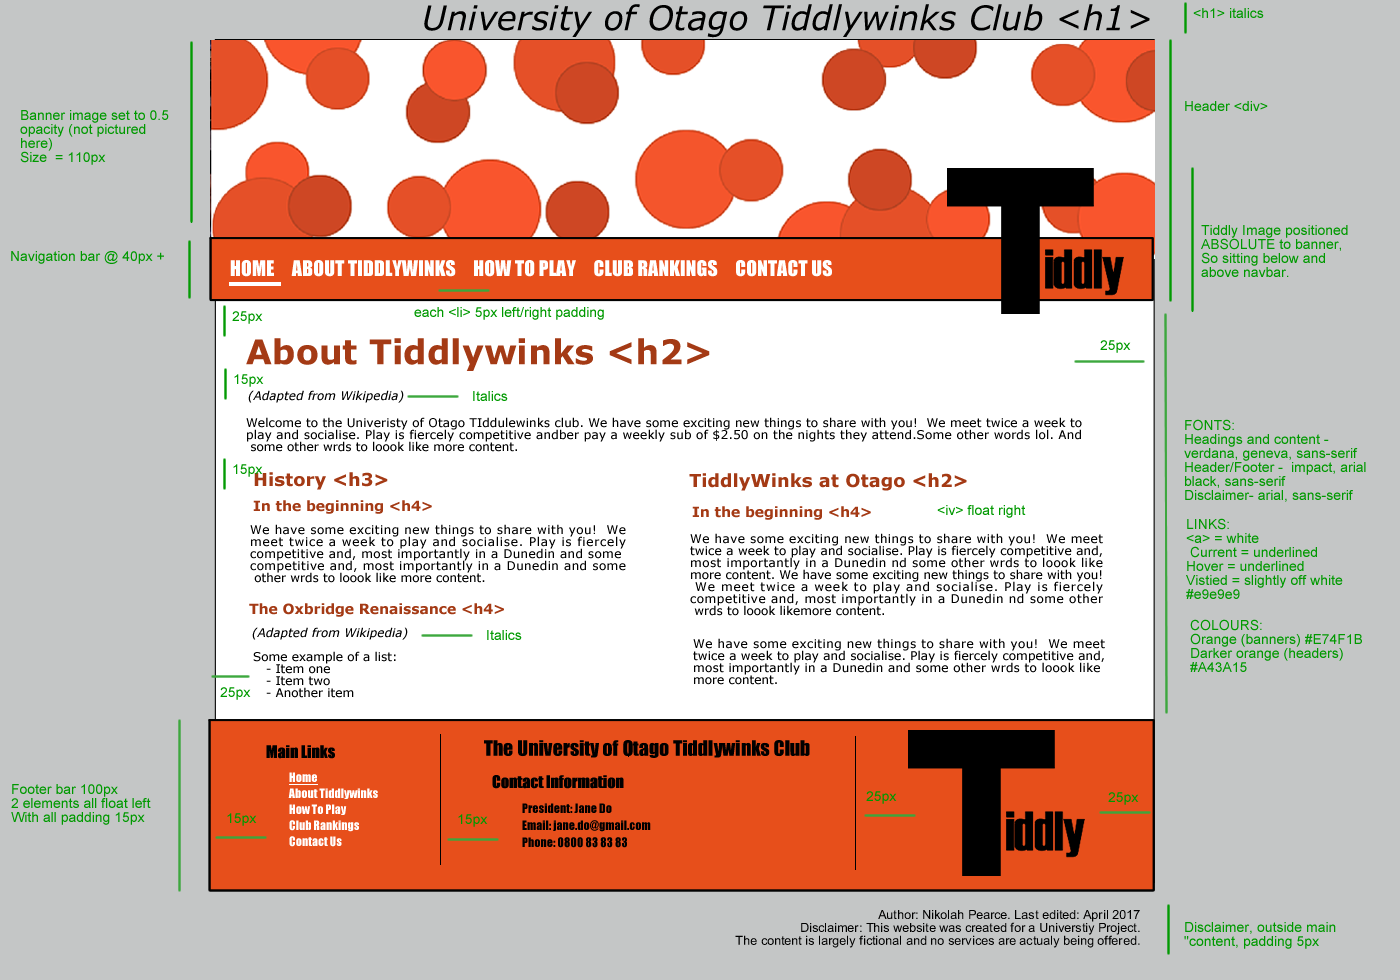 University of Otago Tiddlywinks Club <h1>
<h1> italics
Banner image set to 0.5
opacity (not pictured
here)
Size = 110px
Header <div>
Tiddly Image positioned
ABSOLUTE to banner,
So sitting below and
above navbar.
Navigation bar @ 40px +
HOME ABOUT TIDDLYWINKS HOW TO PLAY CLUB RANKINGS CONTACT US
Tiddly
25px
each <li> 5px left/right padding
25px
About Tiddlywinks <h2>
15px
(Adapted from Wikipedia)
Italics
Welcome to the Univeristy of Otago TIddulewinks club. We have some exciting new things to share with you! We meet twice a week to
play and socialise. Play is fiercely competitive andber pay a weekly sub of $2.50 on the nights they attend.Some other words lol. And
some other wrds to loook like more content.
15px
History <h3>
In the beginning <h4>
We have some exciting new things to share with you! We
meet twice a week to play and socialise. Play is fiercely
competitive and, most importantly in a Dunedin and some
competitive and, most importantly in a Dunedin and some
other wrds to loook like more content.
The Oxbridge Renaissance <h4>
(Adapted from Wikipedia)
Italics
Some example of a list:
- Item one
- Item two
- Another item
25px
TiddlyWinks at Otago <h2>
In the beginning <h4>
<iv> float right
We have some exciting new things to share with you! We meet
twice a week to play and socialise. Play is fiercely competitive and,
most importantly in a Dunedin nd some other wrds to loook like
more content. We have some exciting new things to share with you!
We meet twice a week to play and socialise. Play is fiercely
competitive and, most importantly in a Dunedin nd some other
wrds to loook likemore content.
We have some exciting new things to share with you! We meet
twice a week to play and socialise. Play is fiercely competitive and,
most importantly in a Dunedin and some other wrds to loook like
more content.
FONTS:
Headings and content -
verdana, geneva, sans-serif
Header/Footer - impact, arial
black, sans-serif
Disclaimer- arial, sans-serif
LINKS:
<a> = white
Current = underlined
Hover = underlined
Vistied = slightly off white
#e9e9e9
COLOURS:
Orange (banners) #E74F1B
Darker orange (headers)
#A43A15
Footer bar 100px
2 elements all float left
With all padding 15px
Main Links
Home
About Tiddlywinks
How To Play
Club Rankings
Contact Us
15px
The University of Otago Tiddlywinks Club
Contact Information
President: Jane Do
Email: jane.do@gmail.com
Phone: 0800 83 83 83
15px
25px
Tiddly
25px
Author: Nikolah Pearce. Last edited: April 2017
Disclaimer: This website was created for a Universtiy Project.
The content is largely fictional and no services are actualy being offered.
Disclaimer, outside main
"content, padding 5px